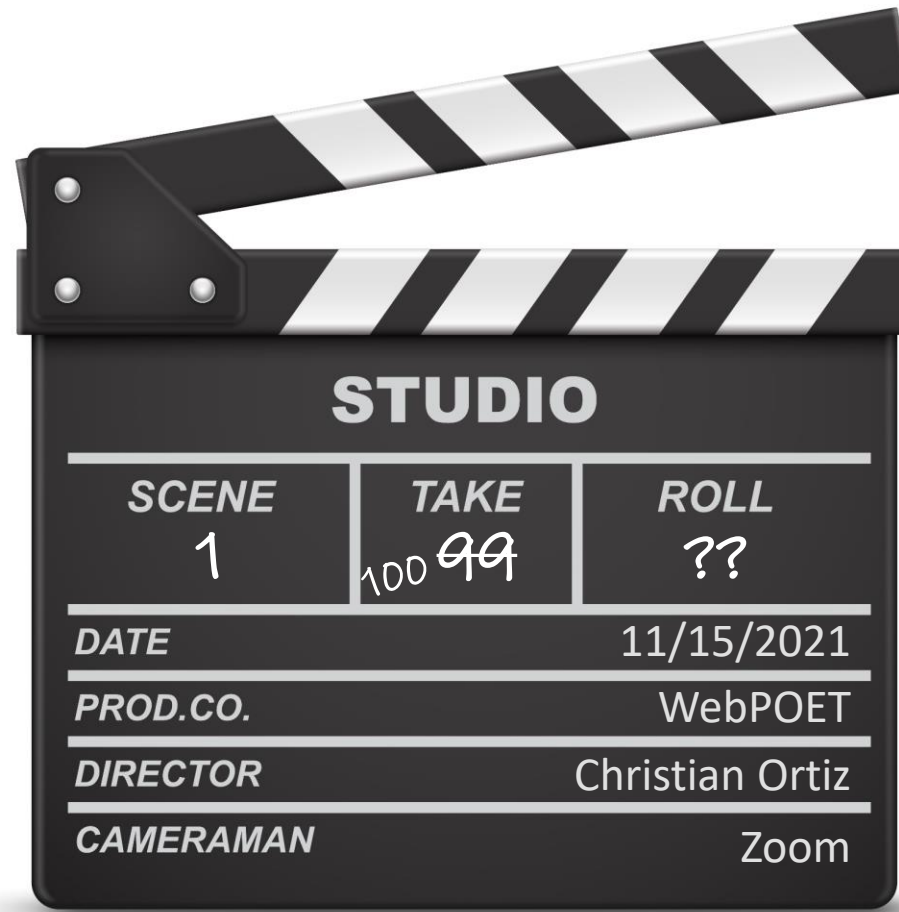 STUDIO
SCENE TAKE ROLL
1 100 99 ??
DATE 11/15/2021
PROD.CO. WebPOET
DIRECTOR Christian Ortiz
CAMERAMAN Zoom